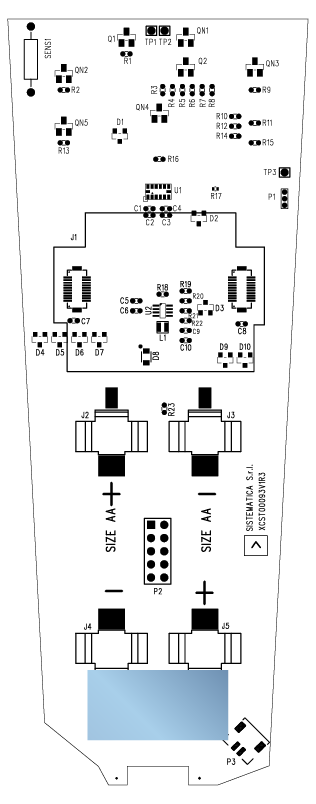 SENS1
Q1
TP1 TP2
QN1
R1
QN2
Q2
QN3
R2
R3
R4
R5
R6
R7
R8
R9
QN4
QN5
D1
R10
R12
R14
R11
R13
R15
R16
TP3
U1
R17
P1
C1
C4
C2
C3
D2
J1
R18
R19
C5
R20
C6
U2
D3
R21
C7
L1
R22
C8
C9
C10
D4
D5
D6
D7
D8
D9
D10
J2
R23
J3
+
−
SIZE AA
SIZE AA
SISTEMATICA S.r.l.
XCST00093V1R3
P2
−
+
J4
J5
P3